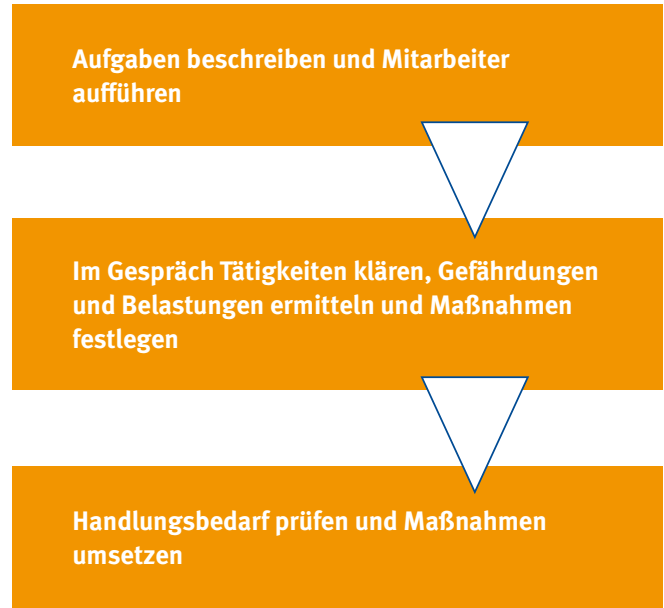 Aufgaben beschreiben und Mitarbeiter
aufführen
Im Gespräch Tätigkeiten klären, Gefährdungen
und Belastungen ermitteln und Maßnahmen
festlegen
Handlungsbedarf prüfen und Maßnahmen
umsetzen